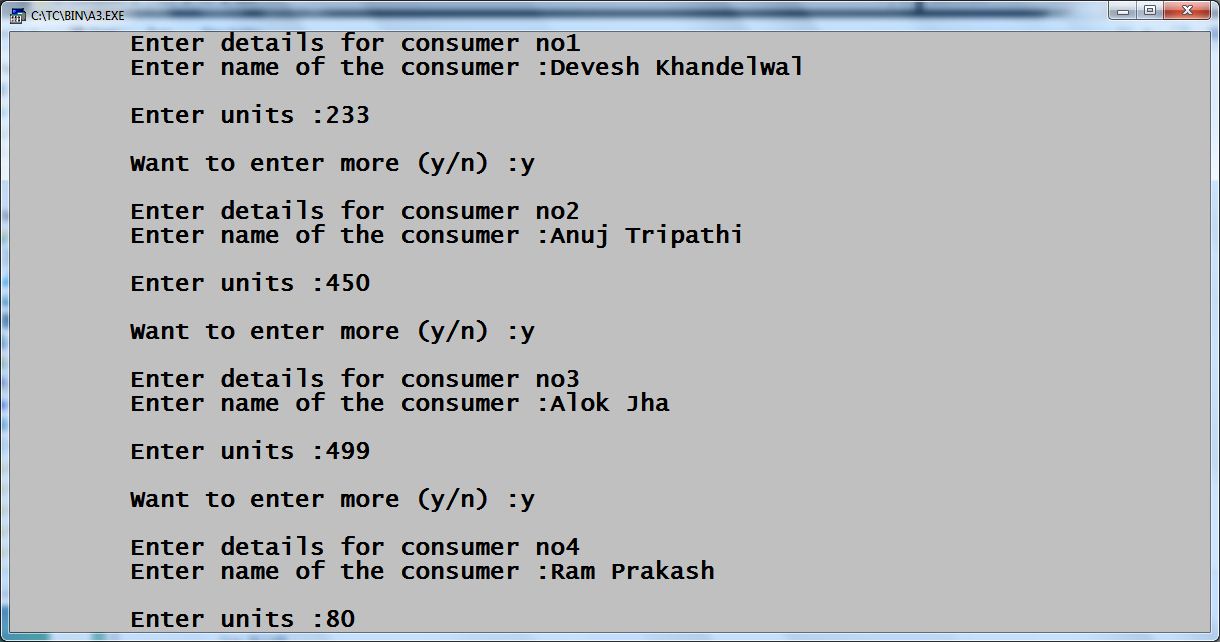 C:\TC\BIN\A3.EXE
Enter details for consumer no1
Enter name of the consumer :Devesh Khandelwal
Enter units :233
Want to enter more (y/n) :y
Enter details for consumer no2
Enter name of the consumer :Anuj Tripathi
Enter units :450
Want to enter more (y/n) :y
Enter details for consumer no3
Enter name of the consumer :Alok Jha
Enter units :499
Want to enter more (y/n) :y
Enter details for consumer no4
Enter name of the consumer :Ram Prakash
Enter units :80